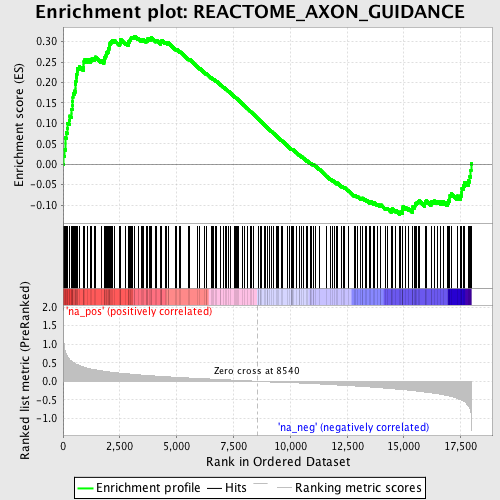 Enrichment plot: REACTOME_AXON_GUIDANCE
Enrichment score (ES)
0.30
0.25
0.20
0.15
0.10
0.05
0.00
-0.05
-0.10
'na_pos' (positively correlated)
Ranked list metric (PreRanked)
2.0
1.5
1.0
0.5
0.0
-0.5
-1.0
Zero cross at 8540
'na_neg' (negatively correlated)
0
2,500
5,000
7,500
10,000
12,500
15,000
17,500
Rank in Ordered Dataset
Enrichment profile
Hits
Ranking metric scores